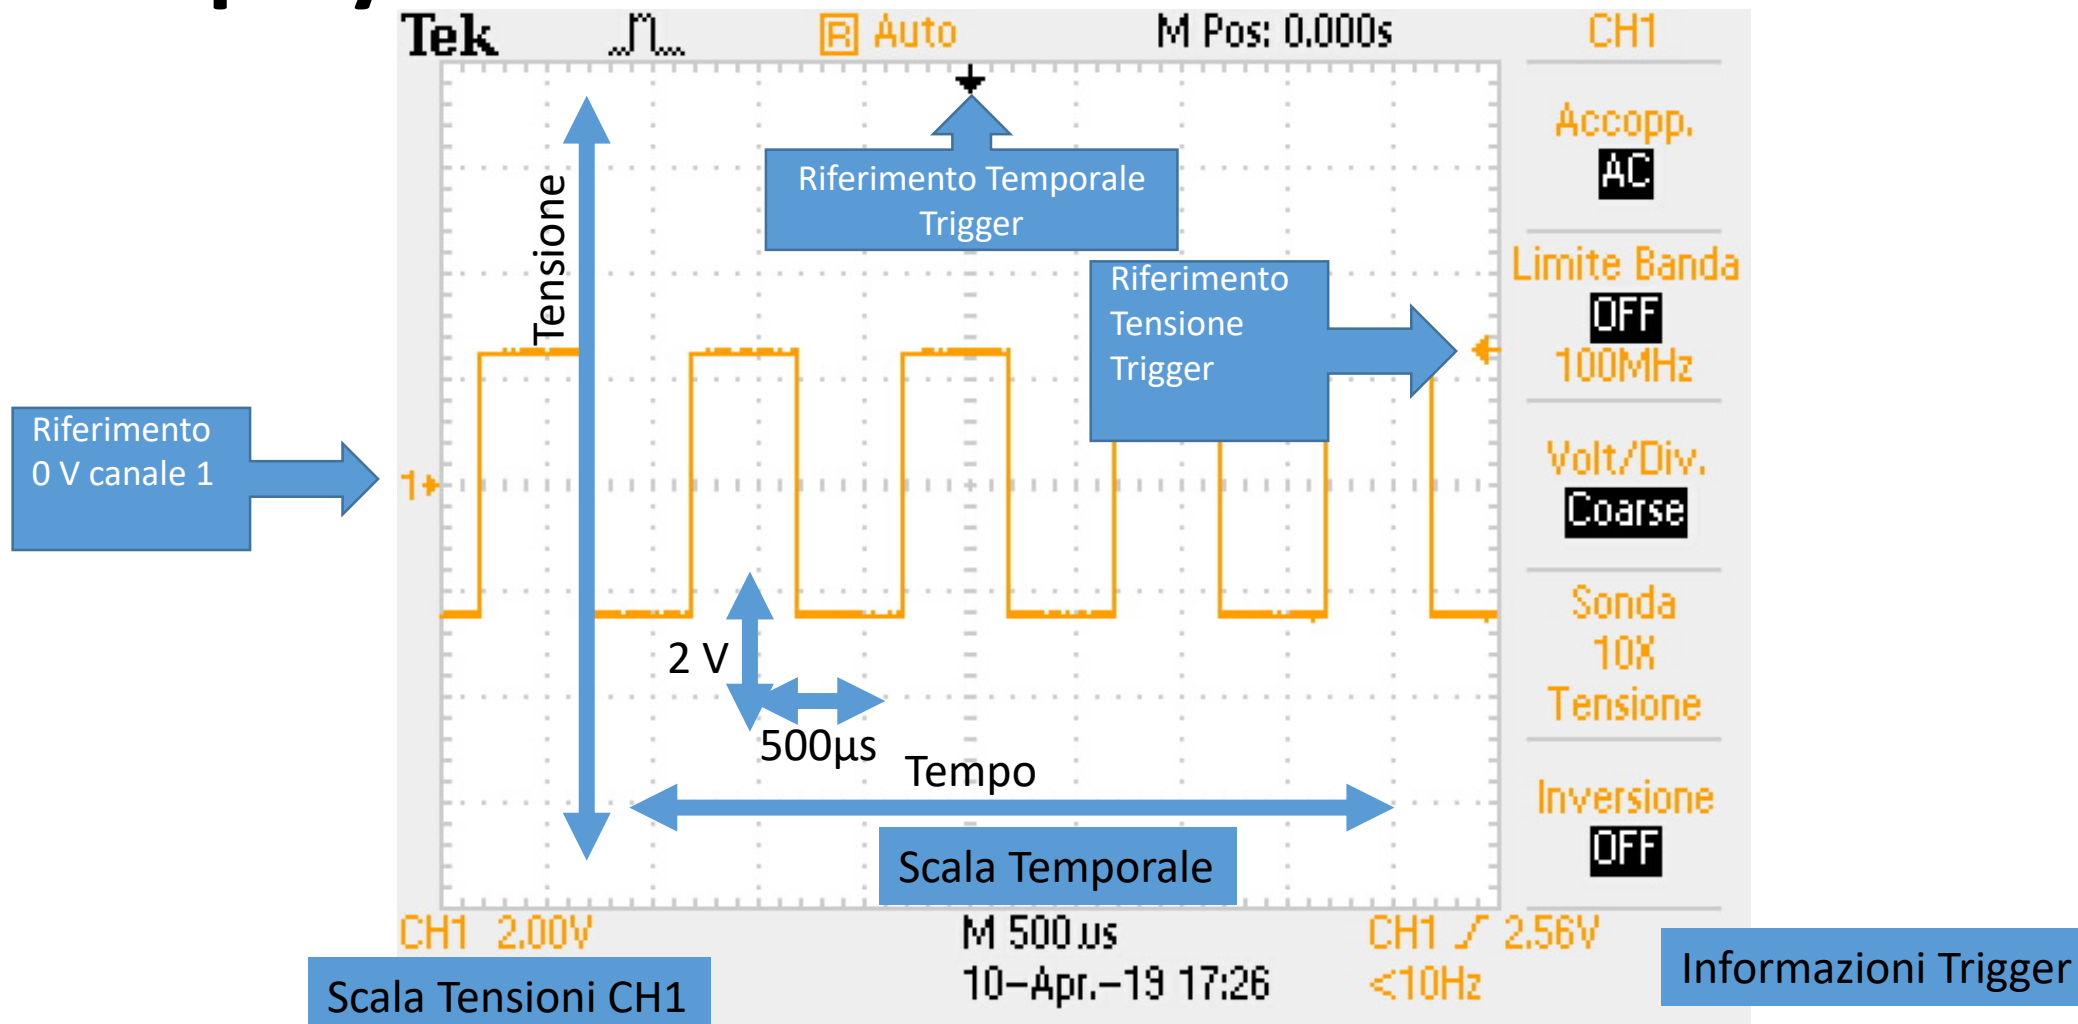 Tek
R Auto
M Pos: 0.000s
CH1
Accopp.
AC
Riferimento Temporale
Trigger
Tensione
Limite Banda
OFF
100MHz
Riferimento
Tensione
Trigger
Riferimento
0 V canale 1
1
Volt/Div.
Coarse
Sonda
10X
Tensione
2 V
500µs
Tempo
Inversione
OFF
Scala Temporale
CH1 2.00V
M 500µs
CH1 2.56V
Informazioni Trigger
Scala Tensioni CH1
10-Apr.-19 17:26
<10Hz